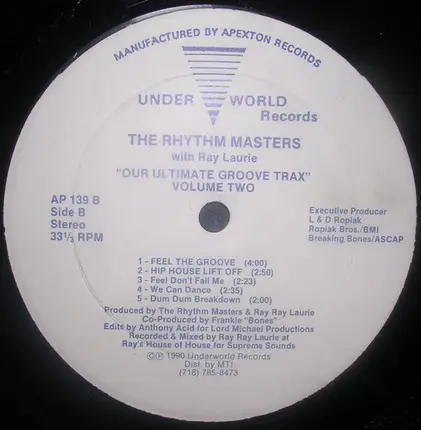 MANUFACTURED BY APEXTON RECORDS
UNDER WORLD
Records
THE RHYTHM MASTERS
with Ray Laurie
"OUR ULTIMATE GROOVE TRAX"
VOLUME TWO
AP 139 B
Side B
Stereo
33⅓ RPM
Executive Producer
L & D Ropiak
Ropiak Bros./BMI
Breaking Bones/ASCAP
1 - FEEL THE GROOVE (4:00)
2 - HIP HOUSE LIFT OFF (2:50)
3 - Feel Don't Fail Me (2:23)
4 - We Can Dance (2:35)
5 - Dum Dum Breakdown (2:00)
Produced by The Rhythm Masters & Ray Ray Laurie
Co-Produced by Frankie "Bones"
Edits by Anthony Acid for Lord Michael Productions
Recorded & Mixed by Ray Ray Laurie at
Ray's House of House for Supreme Sounds
©℗ 1990 Underworld Records
Dist. by MTI
(718) 785-8473